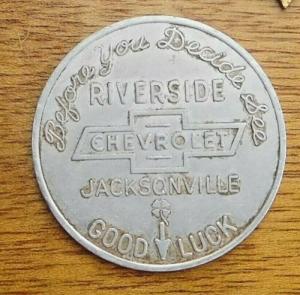 Before You Decide See
RIVERSIDE
CHEVROLET
JACKSONVILLE
GOOD LUCK